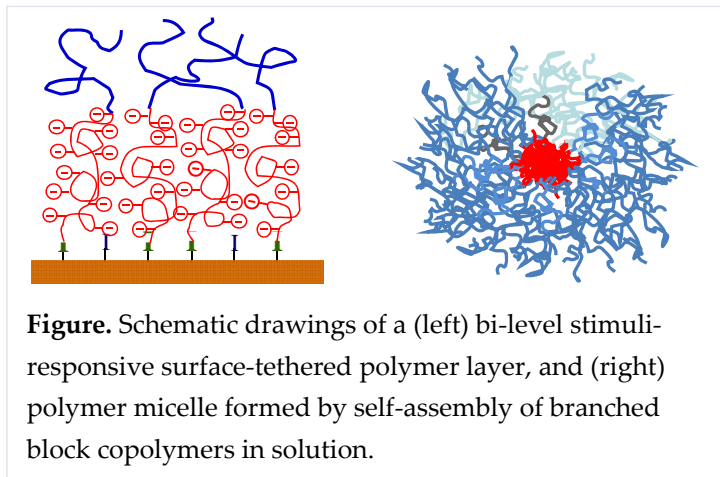 Figure. Schematic drawings of a (left) bi-level stimuli-
responsive surface-tethered polymer layer, and (right)
polymer micelle formed by self-assembly of branched
block copolymers in solution.